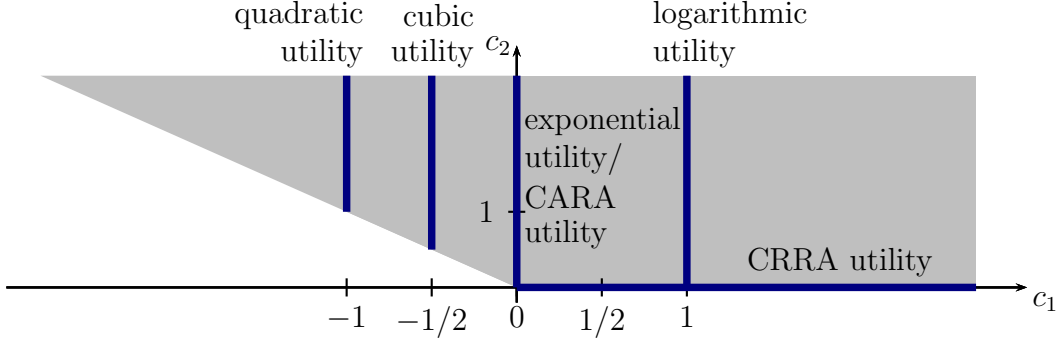 quadratic
utility
cubic
utility
c₂
logarithmic
utility
exponential
utility/
CARA
utility
1
CRRA utility
−1
−1/2
0
1/2
1
c₁